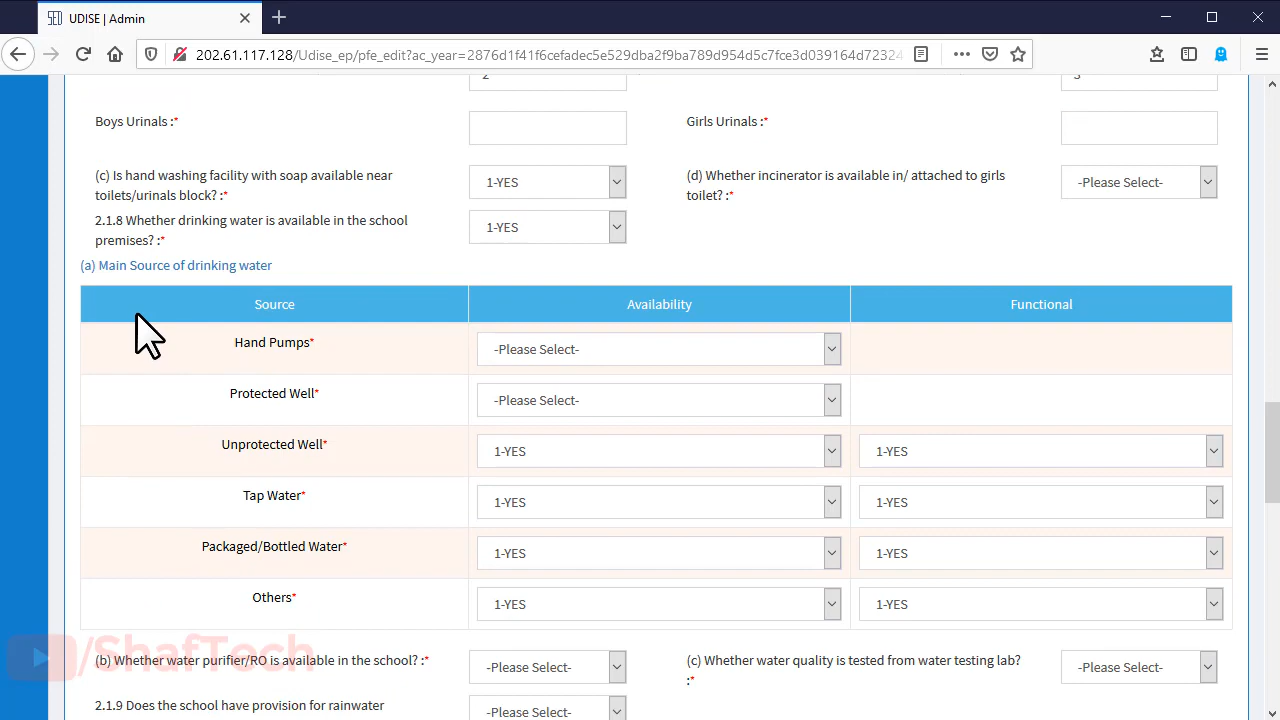 UDISE | Admin
202.61.117.128/Udise_ep/pfe_edit?ac_year=2876d1f41f6cefadec5e529dba2f9ba789d954d5c7fce3d039164d72324
2
3
Boys Urinals :*
Girls Urinals :*
(c) Is hand washing facility with soap available near toilets/urinals block? :*
1-YES
(d) Whether incinerator is available in/ attached to girls toilet? :*
-Please Select-
2.1.8 Whether drinking water is available in the school premises? :*
1-YES
(a) Main Source of drinking water
Source Availability Functional
Hand Pumps* -Please Select-
Protected Well* -Please Select-
Unprotected Well* 1-YES 1-YES
Tap Water* 1-YES 1-YES
Packaged/Bottled Water* 1-YES 1-YES
Others* 1-YES 1-YES
/ShafTech
(b) Whether water purifier/RO is available in the school? :*
-Please Select-
(c) Whether water quality is tested from water testing lab? :*
-Please Select-
2.1.9 Does the school have provision for rainwater
-Please Select-